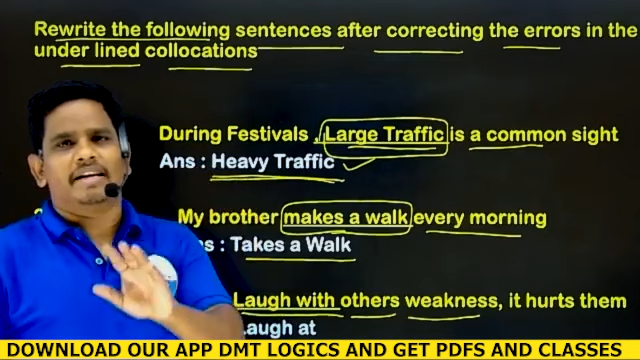 Rewrite the following sentences after correcting the errors in the
under lined collocations
During Festivals , Large Traffic is a common sight
Ans : Heavy Traffic
My brother makes a walk every morning
: Takes a Walk
Laugh with others weakness, it hurts them
Laugh at
DOWNLOAD OUR APP DMT LOGICS AND GET PDFS AND CLASSES